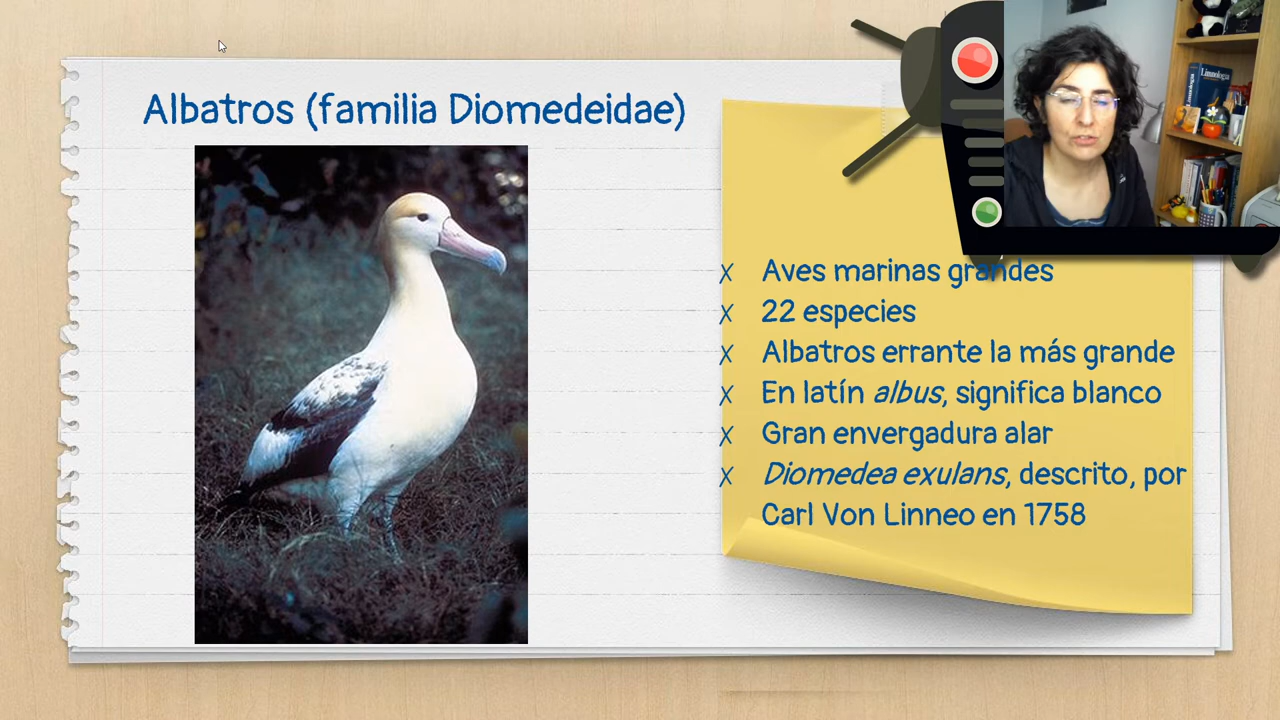 Albatros (familia Diomedeidae)
Limnología
X Aves marinas grandes
X 22 especies
X Albatros errante la más grande
X En latín albus, significa blanco
X Gran envergadura alar
X Diomedea exulans, descrito, por
Carl Von Linneo en 1758